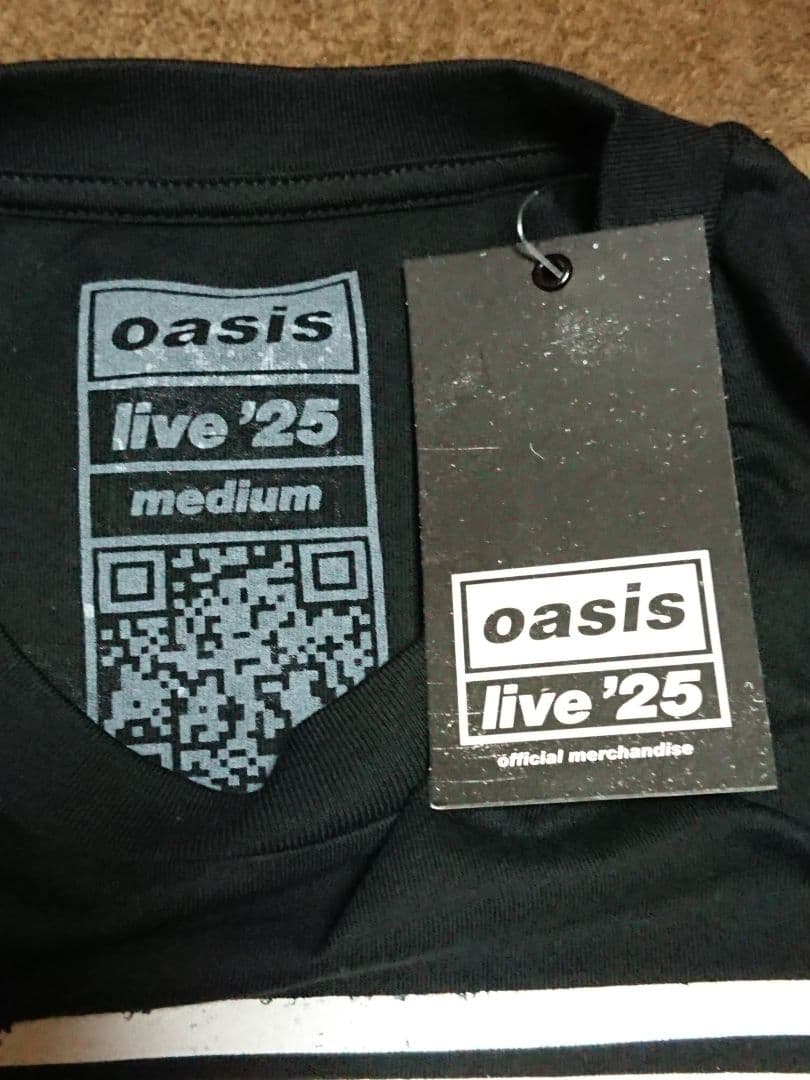 oasis
live '25
medium
oasis
live '25
official merchandise